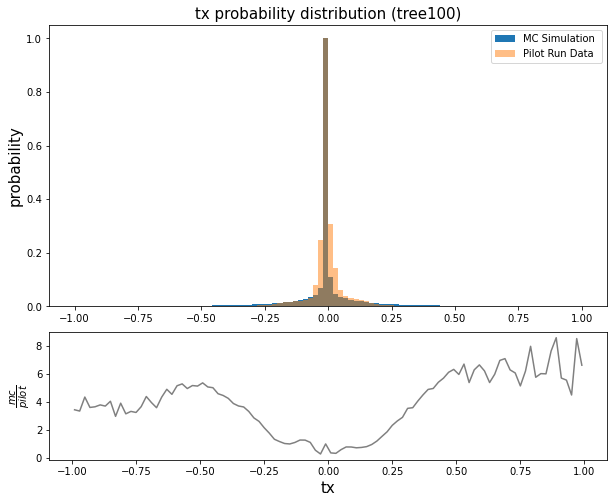 tx probability distribution (tree100)
MC Simulation
Pilot Run Data
probability
1.0
0.8
0.6
0.4
0.2
0.0
−1.00 −0.75 −0.50 −0.25 0.00 0.25 0.50 0.75 1.00
mc
pilot
8
6
4
2
0
−1.00 −0.75 −0.50 −0.25 0.00 0.25 0.50 0.75 1.00
tx